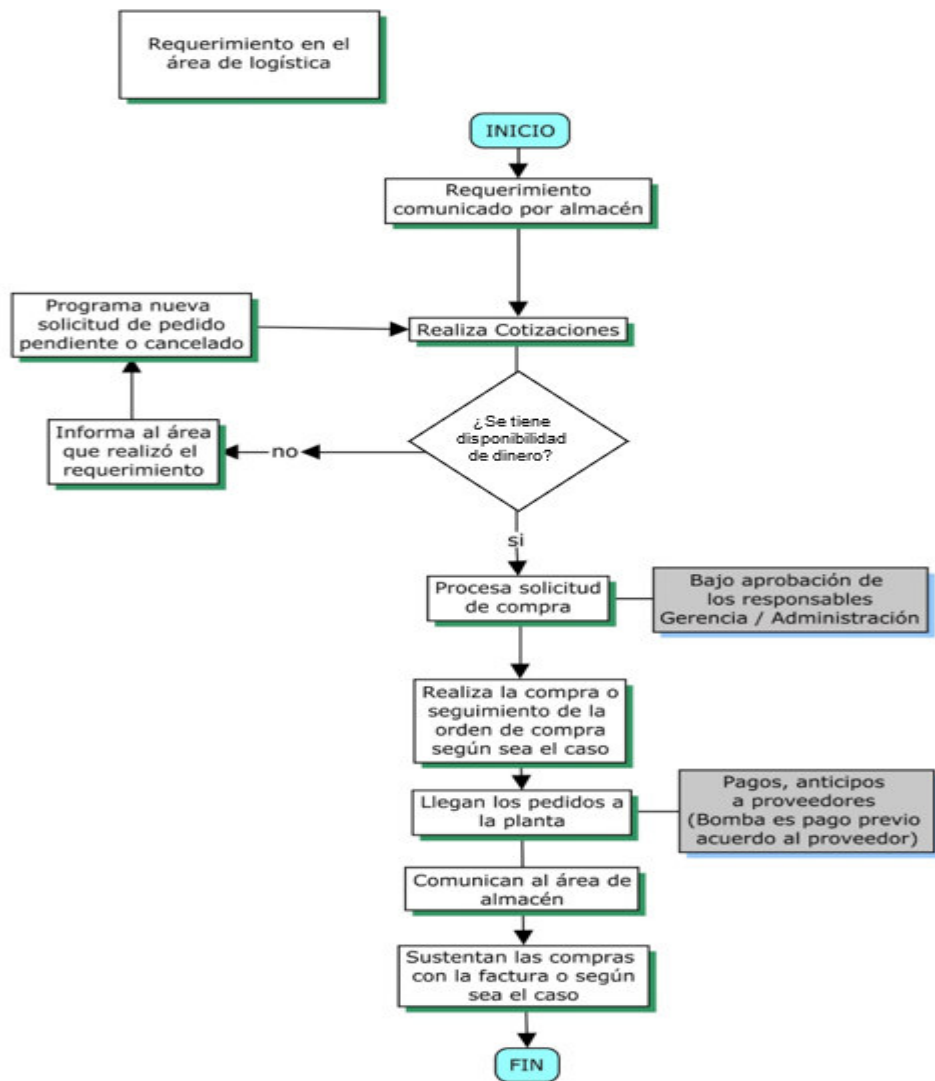 Requerimiento en el
área de logística
INICIO
Requerimiento
comunicado por almacén
Programa nueva
solicitud de pedido
pendiente o cancelado
Realiza Cotizaciones
¿Se tiene
disponibilidad
de dinero?
Informa al área
que realizó el
requerimiento
no
si
Procesa solicitud
de compra
Bajo aprobación de
los responsables
Gerencia / Administración
Realiza la compra o
seguimiento de la
orden de compra
según sea el caso
Llegan los pedidos a
la planta
Pagos, anticipos
a proveedores
(Bomba es pago previo
acuerdo al proveedor)
Comunican al área de
almacén
Sustentan las compras
con la factura o según
sea el caso
FIN